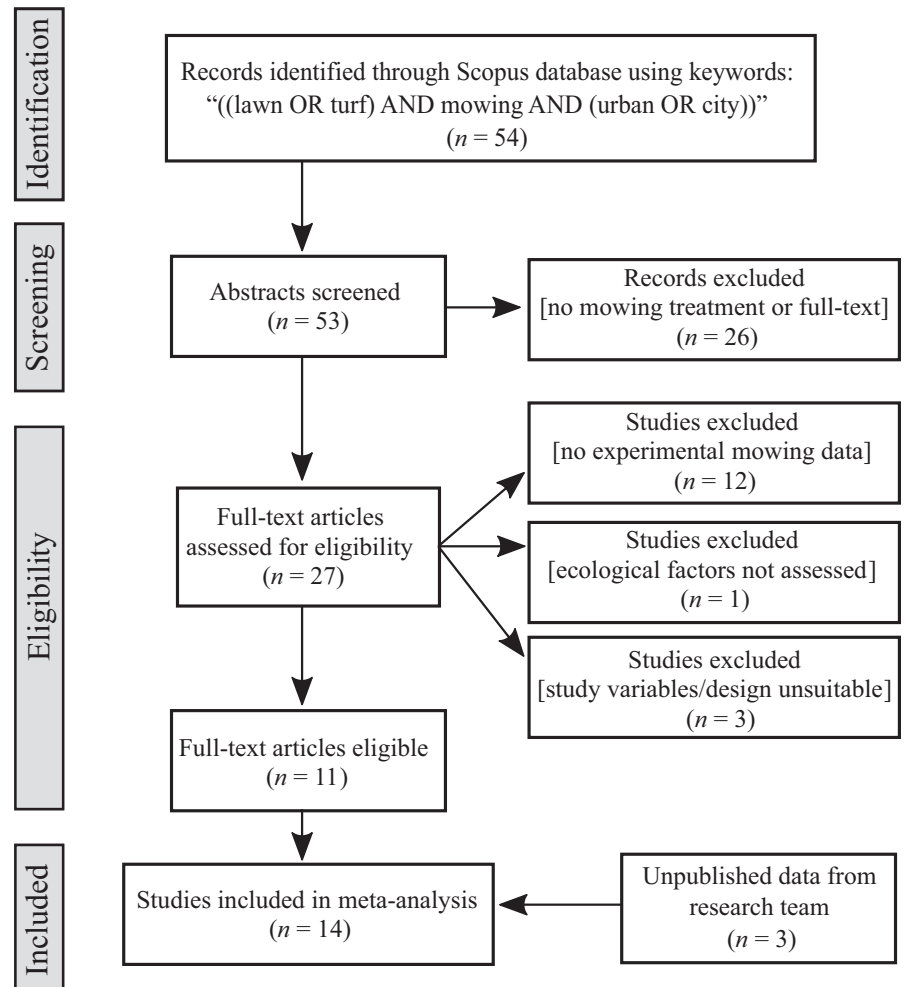 Identification
Records identified through Scopus database using keywords:
“((lawn OR turf) AND mowing AND (urban OR city))”
(n = 54)
Screening
Abstracts screened
(n = 53)
Records excluded
[no mowing treatment or full-text]
(n = 26)
Eligibility
Full-text articles
assessed for eligibility
(n = 27)
Studies excluded
[no experimental mowing data]
(n = 12)
Studies excluded
[ecological factors not assessed]
(n = 1)
Studies excluded
[study variables/design unsuitable]
(n = 3)
Full-text articles eligible
(n = 11)
Included
Studies included in meta-analysis
(n = 14)
Unpublished data from
research team
(n = 3)